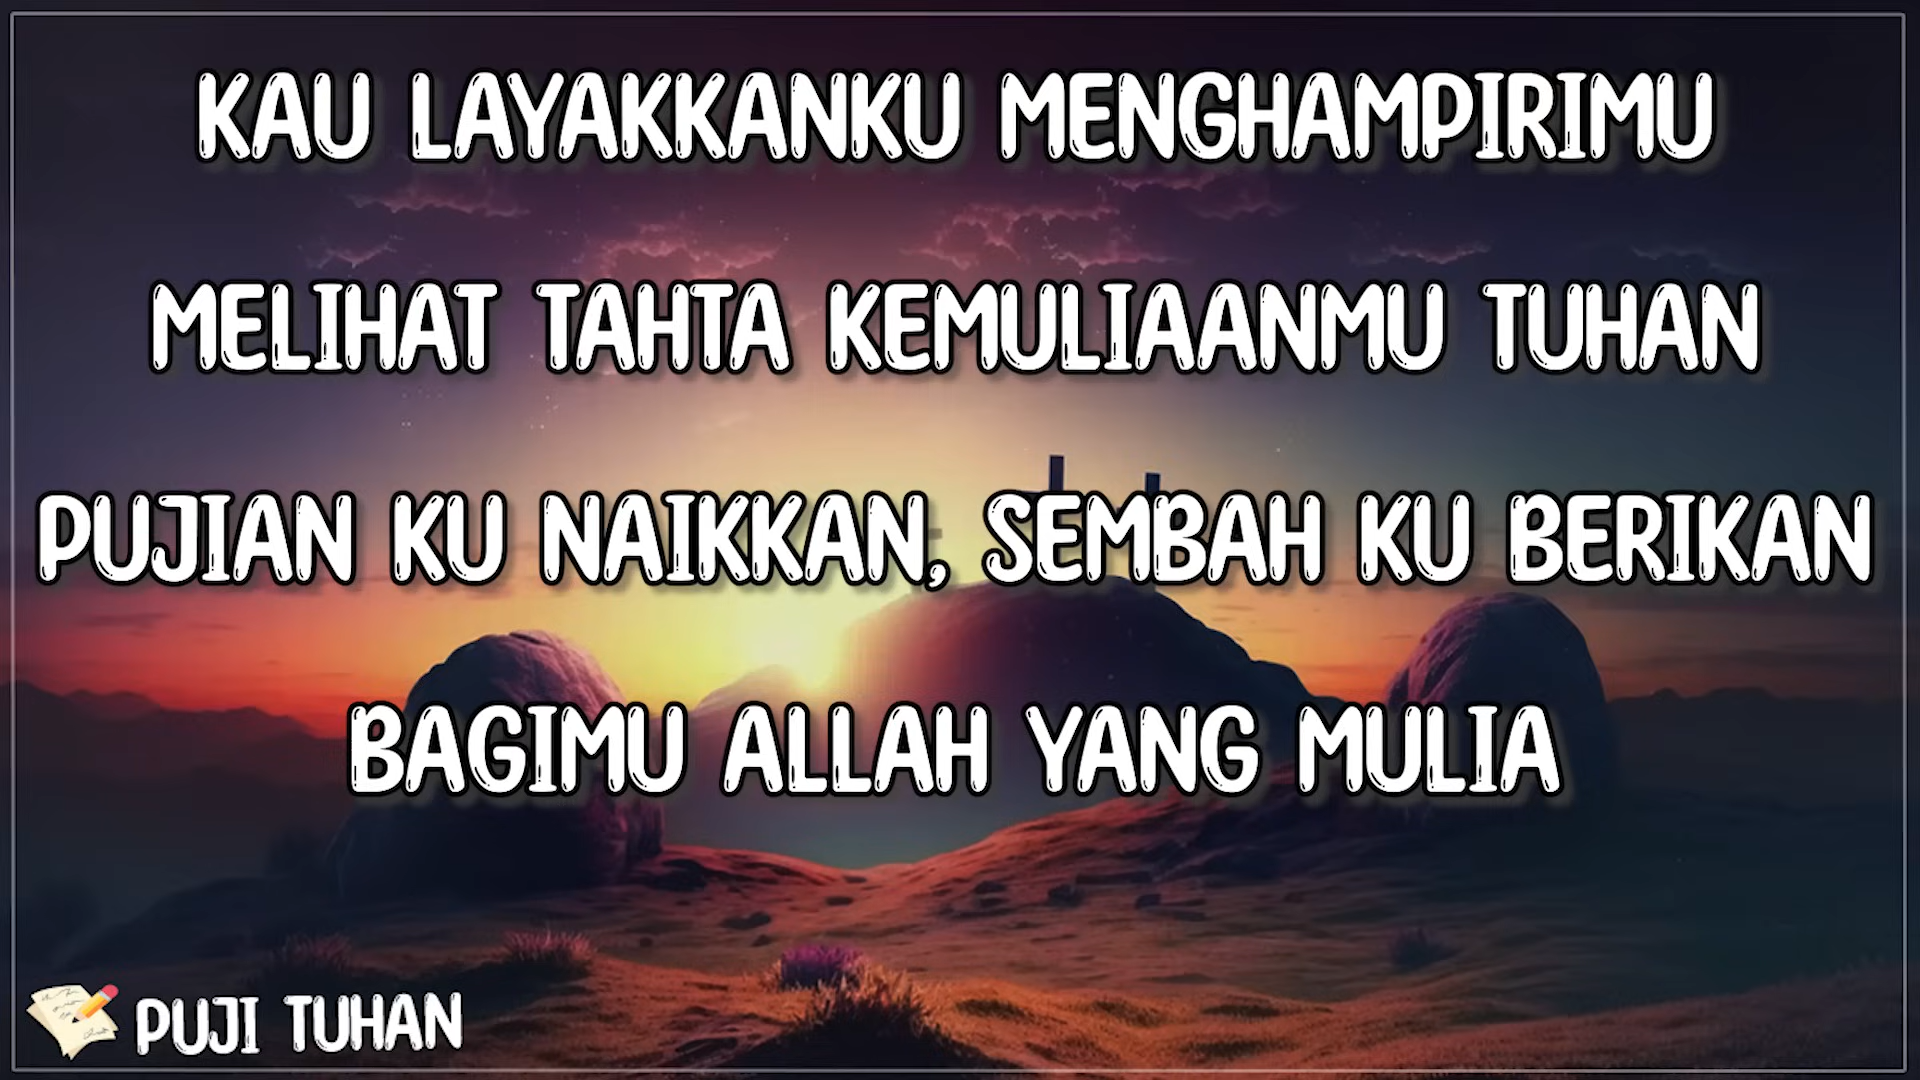 KAU LAYAKKANKU MENGHAMPIRIMU
MELIHAT TAHTA KEMULIAANMU TUHAN
PUJIAN KU NAIKKAN, SEMBAH KU BERIKAN
BAGIMU ALLAH YANG MULIA
PUJI TUHAN